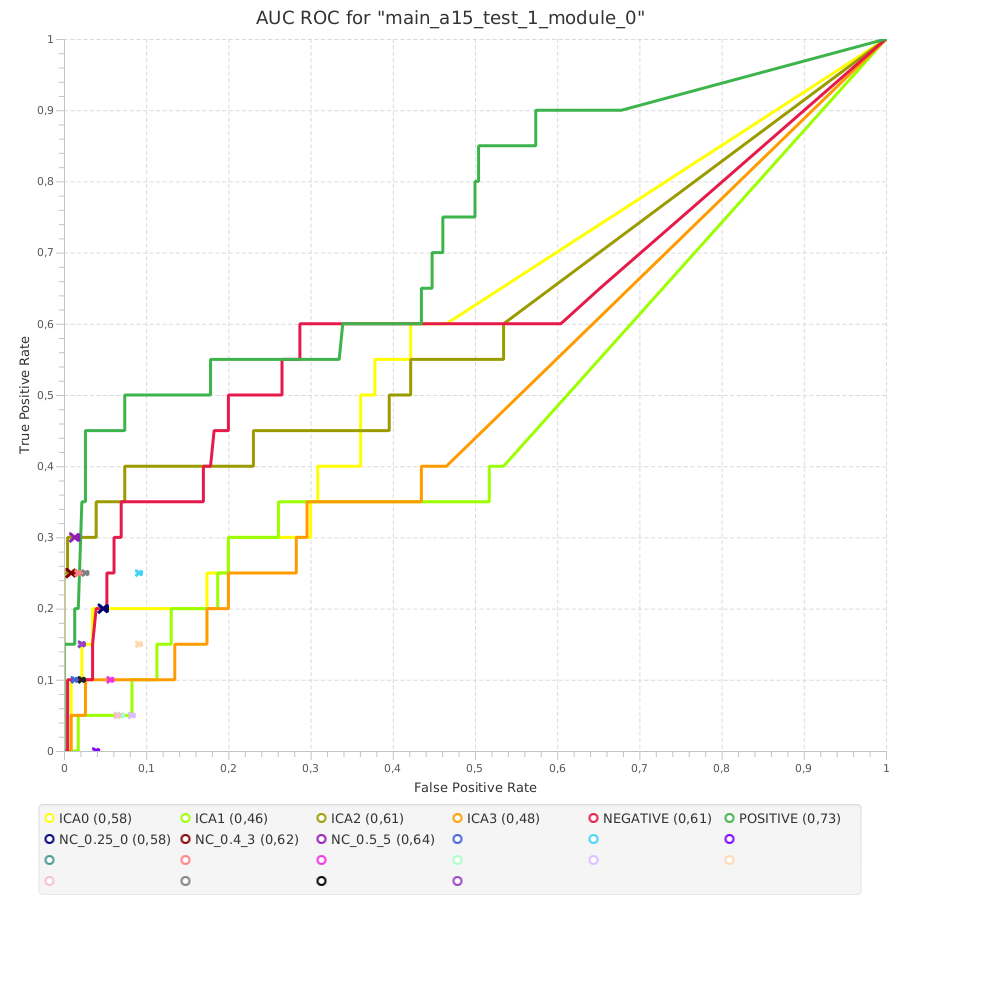 AUC ROC for "main_a15_test_1_module_0"
1
0,9
0,8
0,7
0,6
0,5
0,4
0,3
0,2
0,1
0
True Positive Rate
0 0,1 0,2 0,3 0,4 0,5 0,6 0,7 0,8 0,9 1
False Positive Rate
ICA0 (0,58) ICA1 (0,46) ICA2 (0,61) ICA3 (0,48) NEGATIVE (0,61) POSITIVE (0,73)
NC_0.25_0 (0,58) NC_0.4_3 (0,62) NC_0.5_5 (0,64)